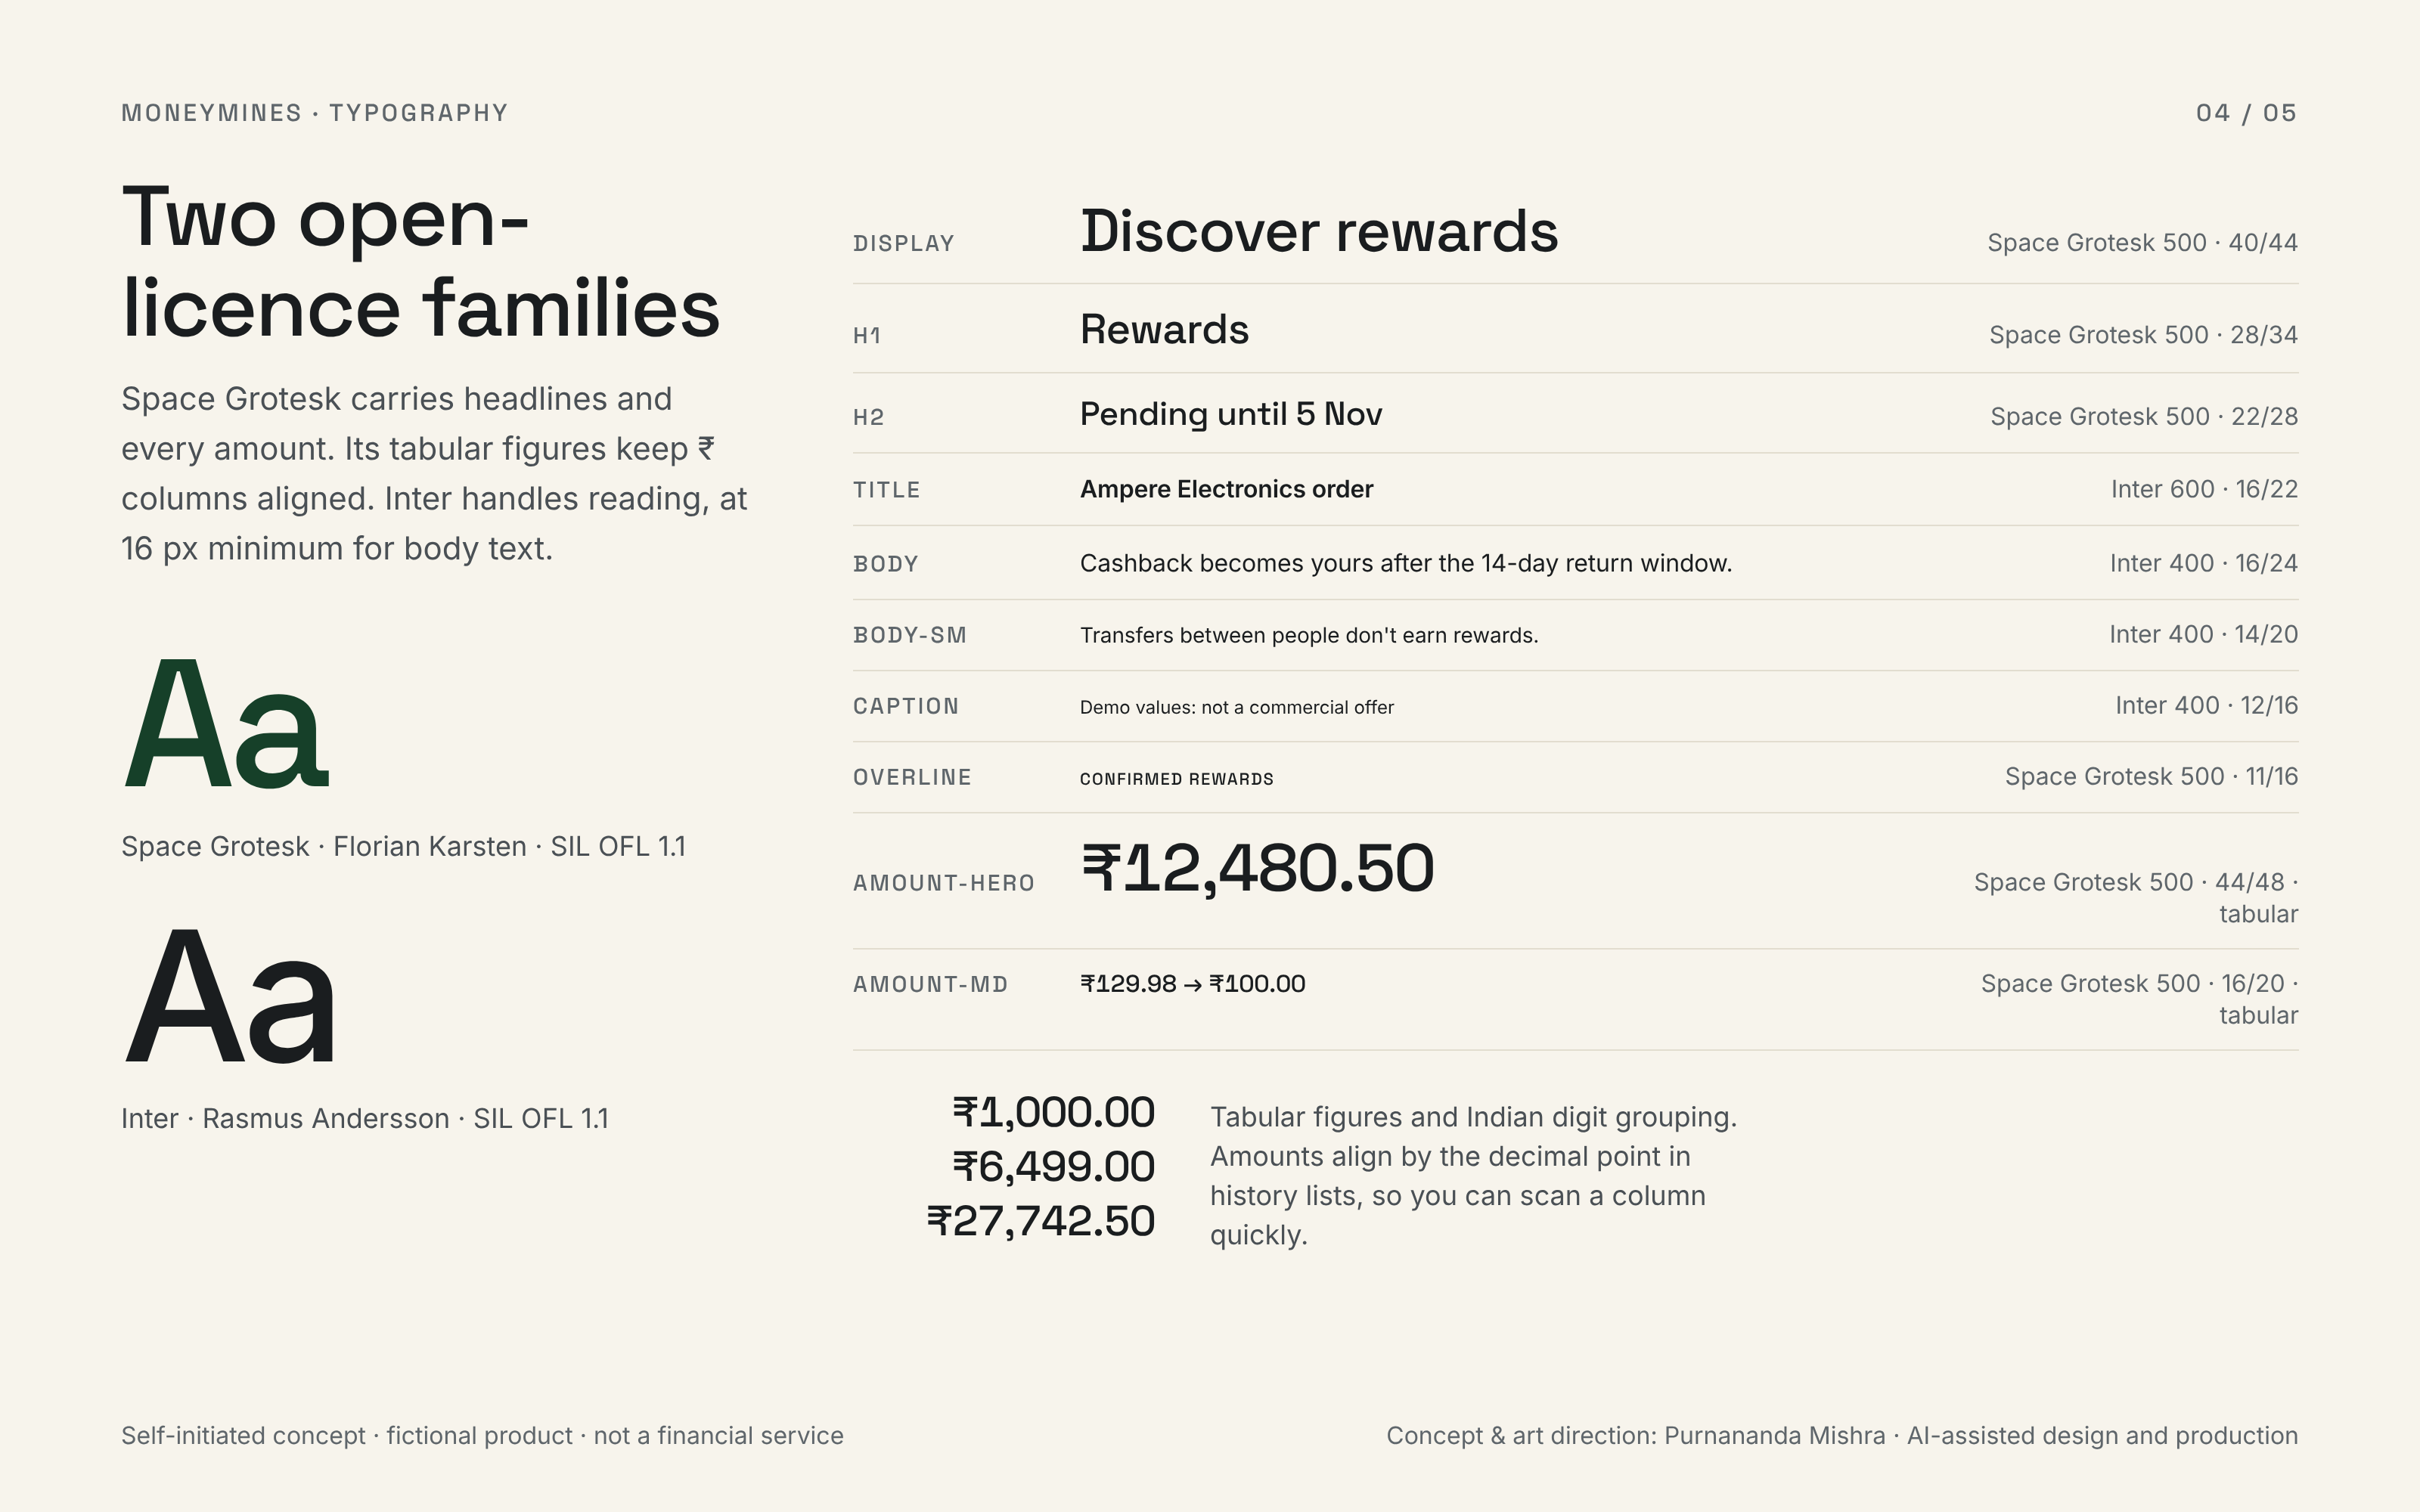 MONEYMINES · TYPOGRAPHY
04 / 05
Two open-
licence families
Space Grotesk carries headlines and
every amount. Its tabular figures keep ₹
columns aligned. Inter handles reading, at
16 px minimum for body text.
Aa
Space Grotesk · Florian Karsten · SIL OFL 1.1
Aa
Inter · Rasmus Andersson · SIL OFL 1.1
DISPLAY Discover rewards Space Grotesk 500 · 40/44
H1 Rewards Space Grotesk 500 · 28/34
H2 Pending until 5 Nov Space Grotesk 500 · 22/28
TITLE Ampere Electronics order Inter 600 · 16/22
BODY Cashback becomes yours after the 14-day return window. Inter 400 · 16/24
BODY-SM Transfers between people don't earn rewards. Inter 400 · 14/20
CAPTION Demo values: not a commercial offer Inter 400 · 12/16
OVERLINE CONFIRMED REWARDS Space Grotesk 500 · 11/16
AMOUNT-HERO ₹12,480.50 Space Grotesk 500 · 44/48 ·
tabular
AMOUNT-MD ₹129.98 → ₹100.00 Space Grotesk 500 · 16/20 ·
tabular
₹1,000.00
₹6,499.00
₹27,742.50
Tabular figures and Indian digit grouping.
Amounts align by the decimal point in
history lists, so you can scan a column
quickly.
Self-initiated concept · fictional product · not a financial service
Concept & art direction: Purnananda Mishra · AI-assisted design and production